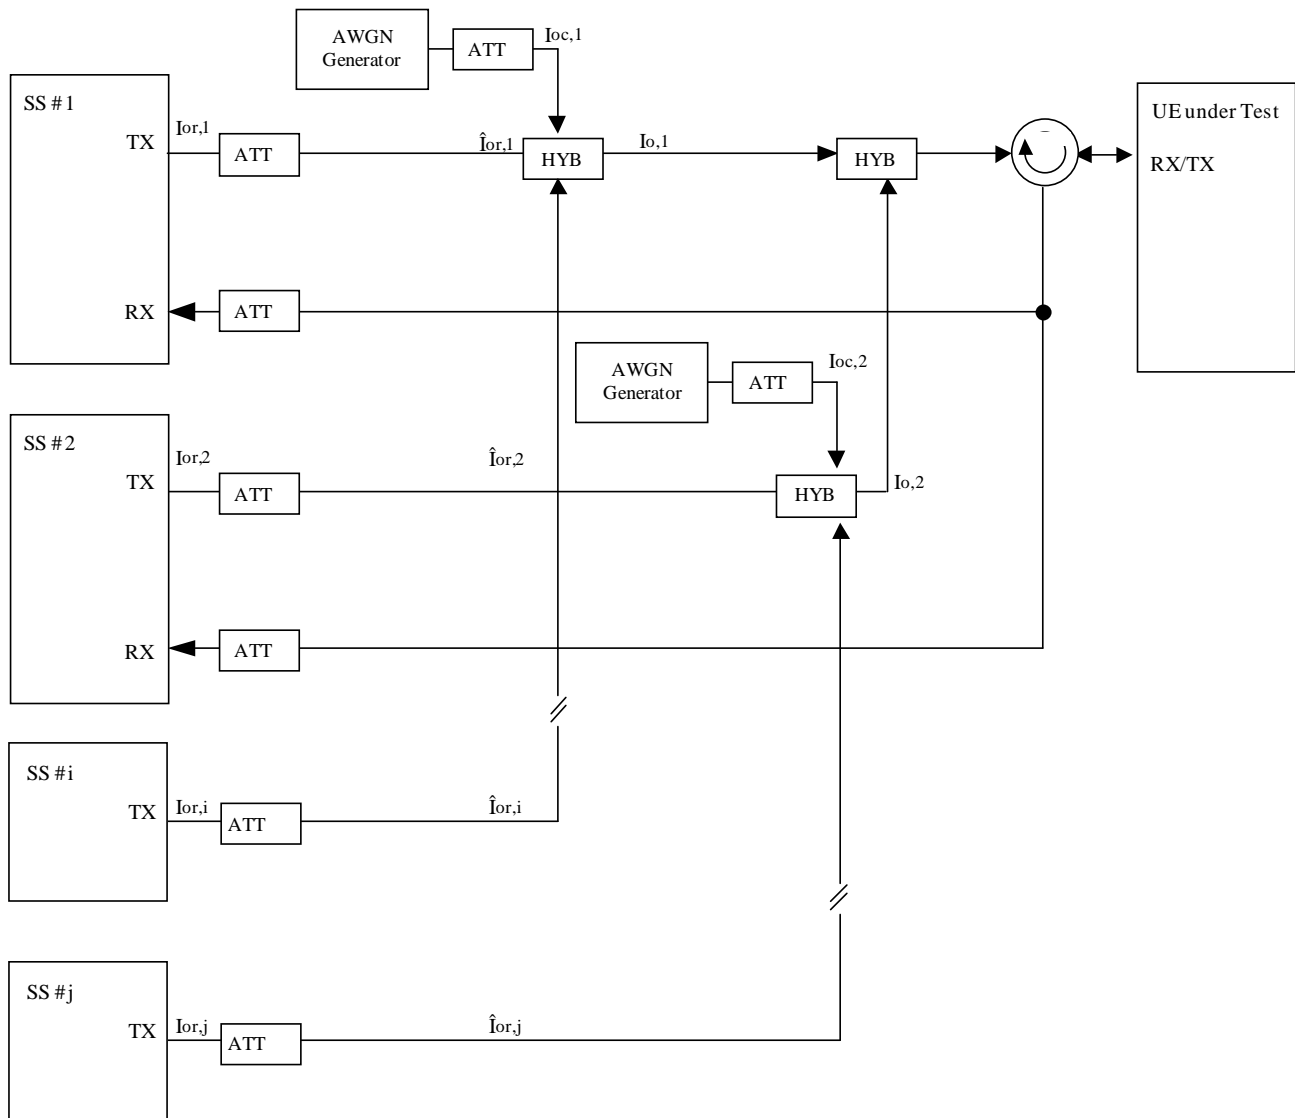 AWGN
Generator
ATT
Ioc,1
SS #1
TX
Ior,1
ATT
Îor,1
HYB
Io,1
HYB
UE under Test
RX/TX
RX
ATT
AWGN
Generator
ATT
Ioc,2
SS #2
TX
Ior,2
ATT
Îor,2
HYB
Io,2
RX
ATT
SS #i
TX
Ior,i
ATT
Îor,i
SS #j
TX
Ior,j
ATT
Îor,j